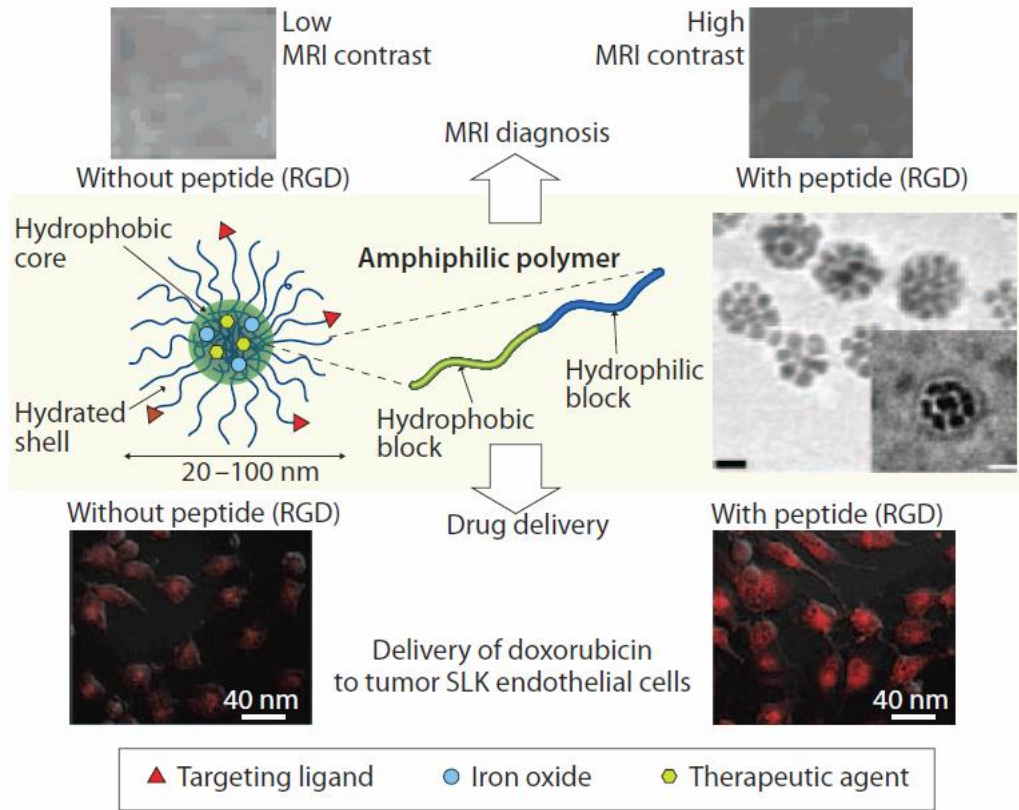 Low
MRI contrast
High
MRI contrast
MRI diagnosis
Without peptide (RGD)
With peptide (RGD)
Hydrophobic
core
Amphiphilic polymer
Hydrophilic
block
Hydrophobic
block
Hydrated
shell
20–100 nm
Without peptide (RGD)
Drug delivery
With peptide (RGD)
Delivery of doxorubicin
to tumor SLK endothelial cells
40 nm
40 nm
Targeting ligand
Iron oxide
Therapeutic agent